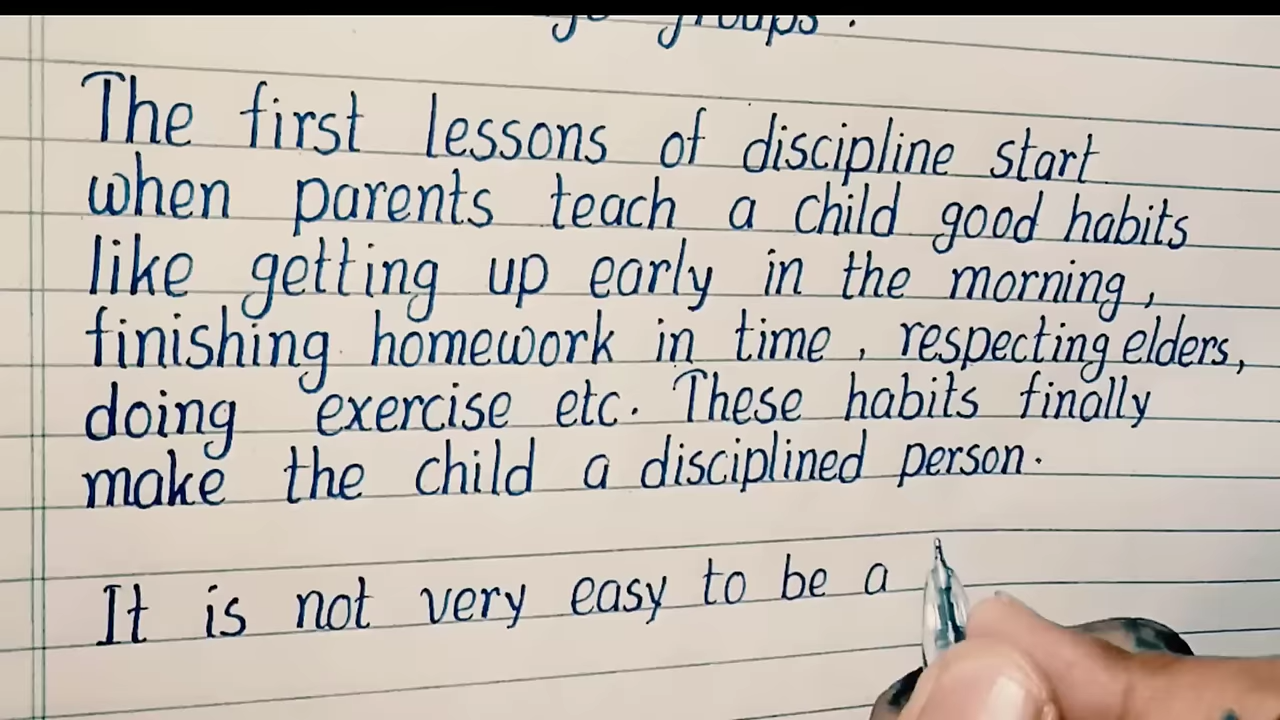 groups.
The first lessons of discipline start
when parents teach a child good habits
like getting up early in the morning,
finishing homework in time, respecting elders,
doing exercise etc. These habits finally
make the child a disciplined person.
It is not very easy to be a